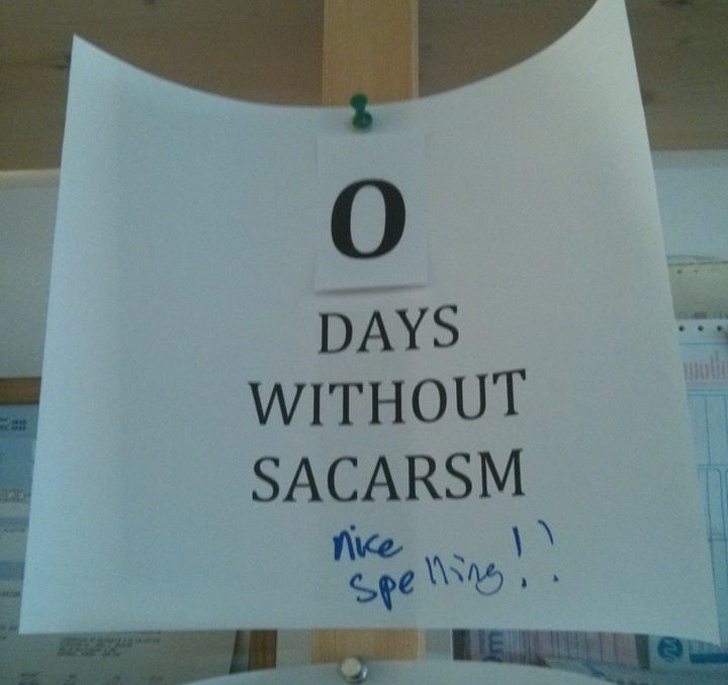 0
DAYS
WITHOUT
SACARSM
nice
spelling!!